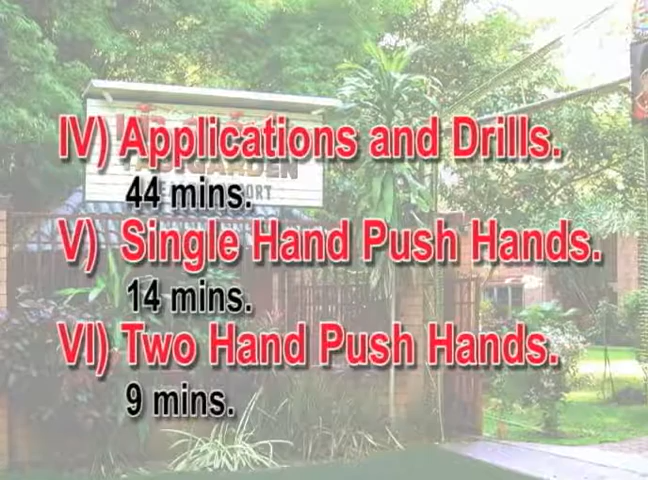 IV) Applications and Drills.
44 mins.
V) Single Hand Push Hands.
14 mins.
VI) Two Hand Push Hands.
9 mins.